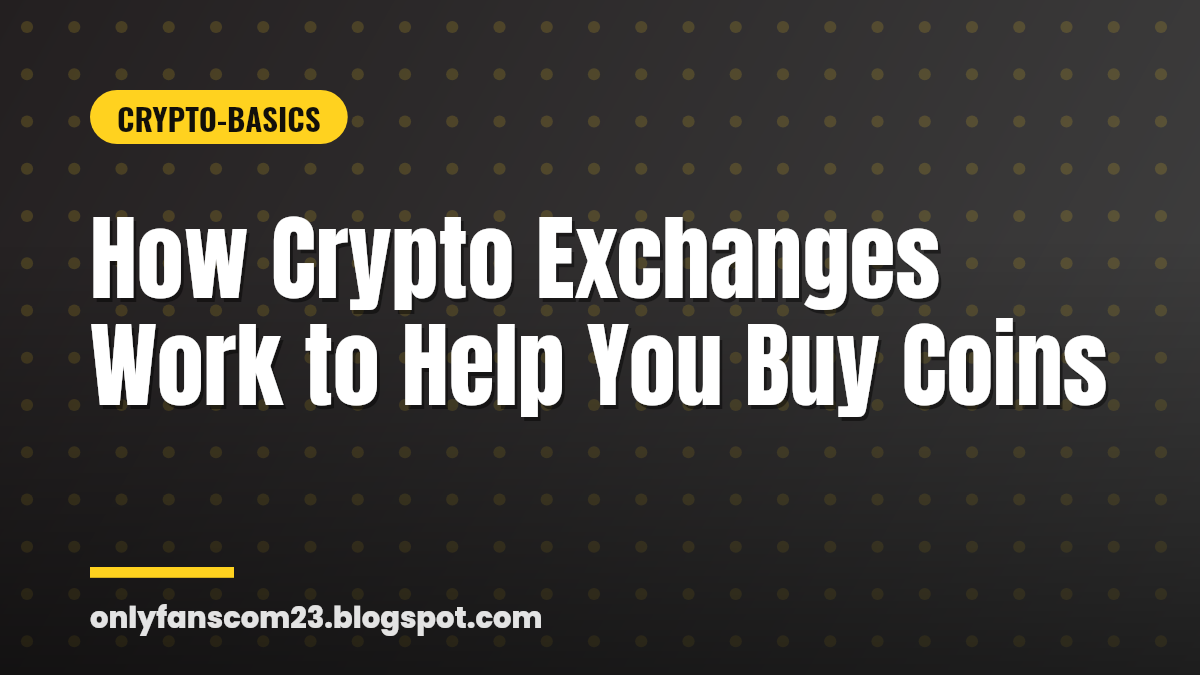 CRYPTO-BASICS
How Crypto Exchanges
Work to Help You Buy Coins
onlyfanscom23.blogspot.com